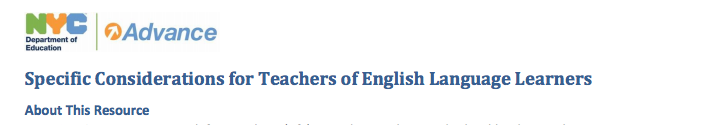 NYC
Department of
Education
Advance
Specific Considerations for Teachers of English Language Learners
About This Resource